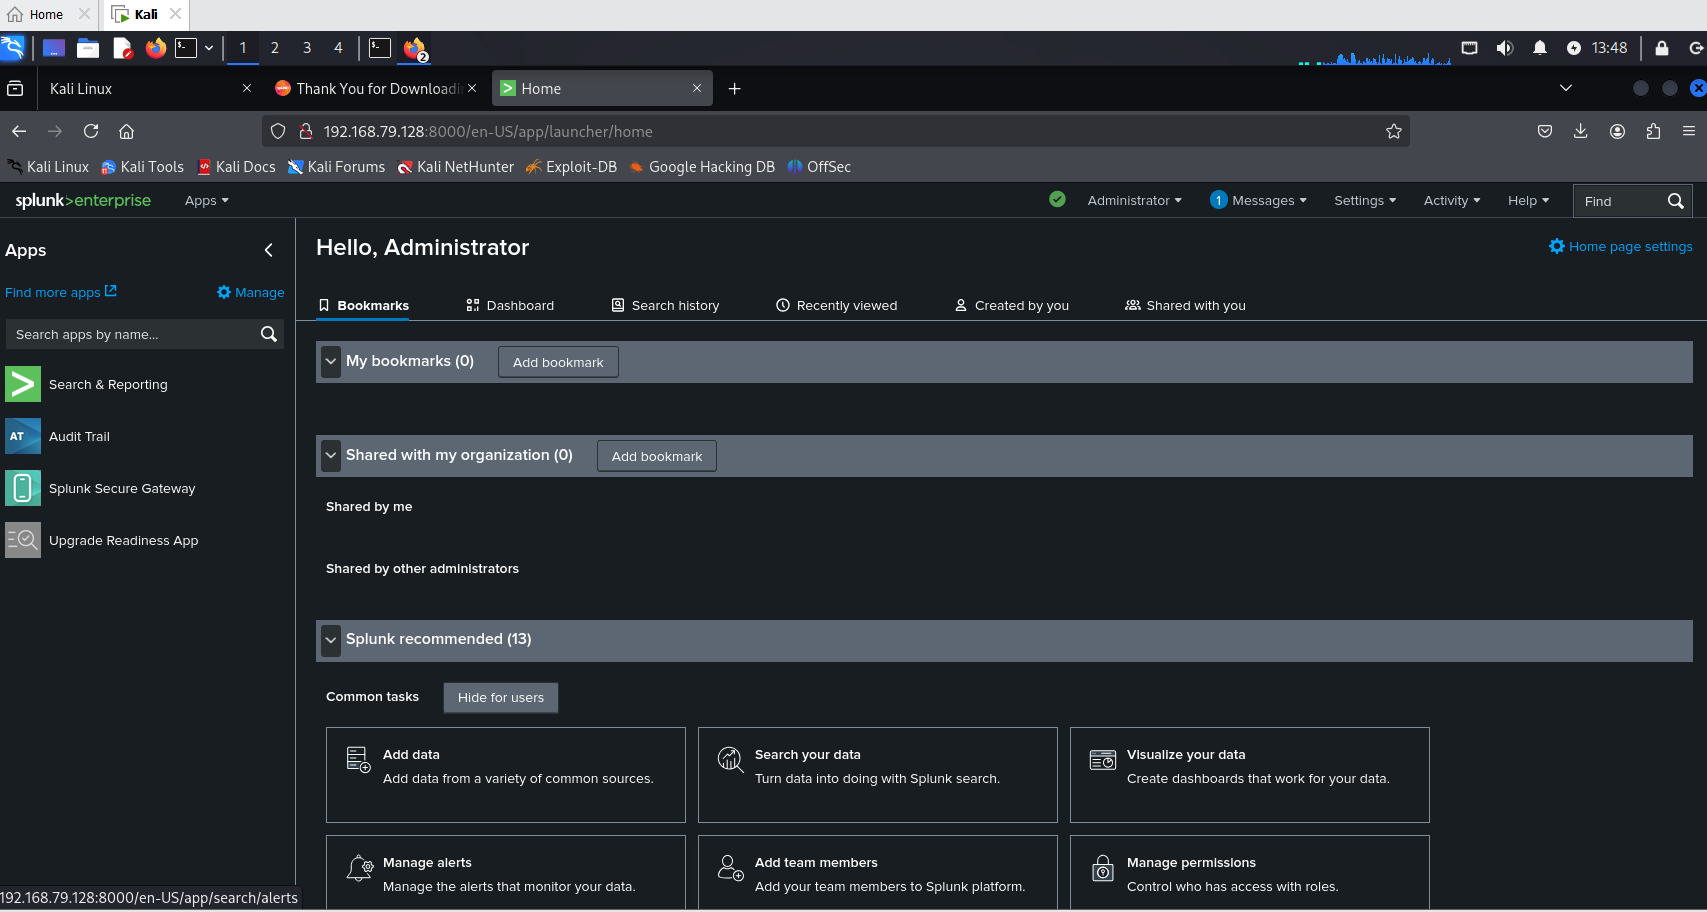 Home
Kali
1 2 3 4
2
13:48
Kali Linux
Thank You for Downloadi
Home
192.168.79.128:8000/en-US/app/launcher/home
Kali Linux Kali Tools Kali Docs Kali Forums Kali NetHunter Exploit-DB Google Hacking DB OffSec
splunk>enterprise Apps Administrator 1 Messages Settings Activity Help Find
Apps
Find more apps Manage
Search apps by name...
Search & Reporting
AT Audit Trail
Splunk Secure Gateway
Upgrade Readiness App
Hello, Administrator
Home page settings
Bookmarks Dashboard Search history Recently viewed Created by you Shared with you
My bookmarks (0) Add bookmark
Shared with my organization (0) Add bookmark
Shared by me
Shared by other administrators
Splunk recommended (13)
Common tasks Hide for users
Add data
Add data from a variety of common sources.
Search your data
Turn data into doing with Splunk search.
Visualize your data
Create dashboards that work for your data.
Manage alerts
Manage the alerts that monitor your data.
Add team members
Add your team members to Splunk platform.
Manage permissions
Control who has access with roles.
192.168.79.128:8000/en-US/app/search/alerts